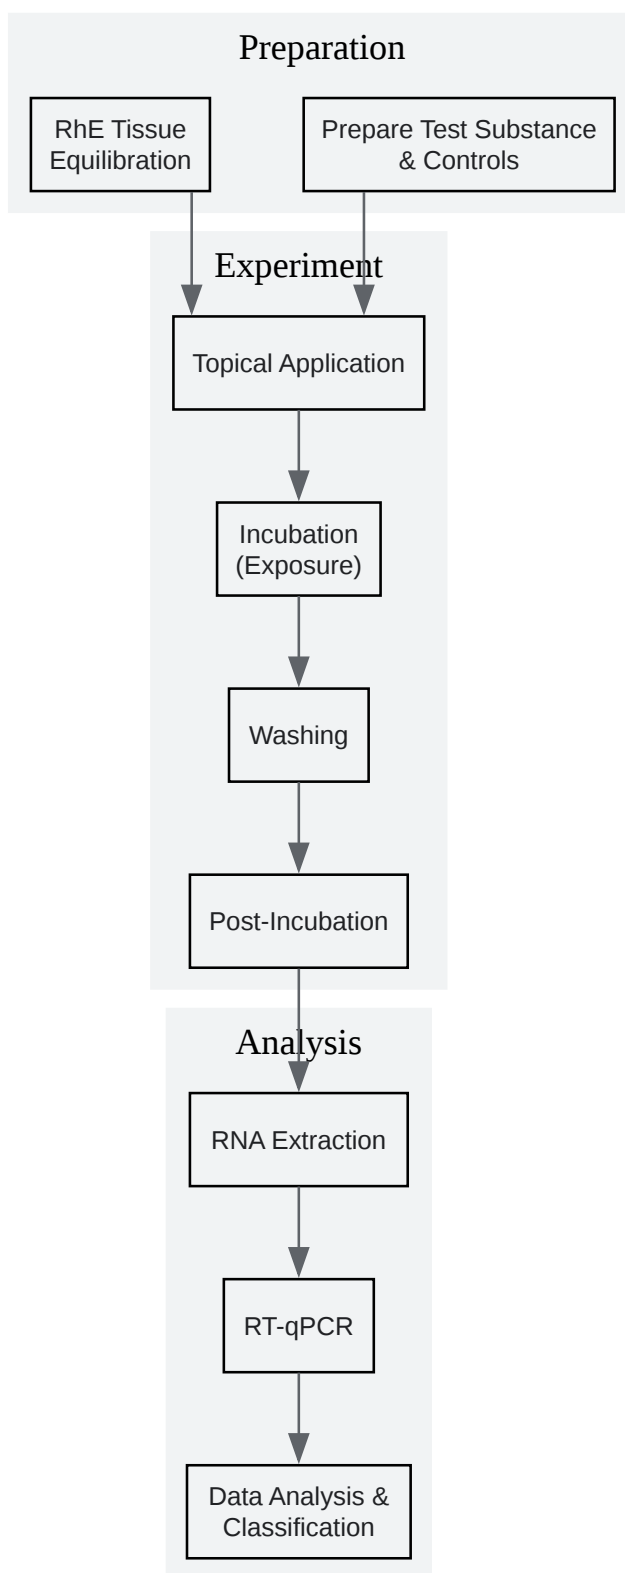 Preparation
RhE Tissue
Equilibration
Prepare Test Substance
& Controls
Experiment
Topical Application
Incubation
(Exposure)
Washing
Post-Incubation
Analysis
RNA Extraction
RT-qPCR
Data Analysis &
Classification